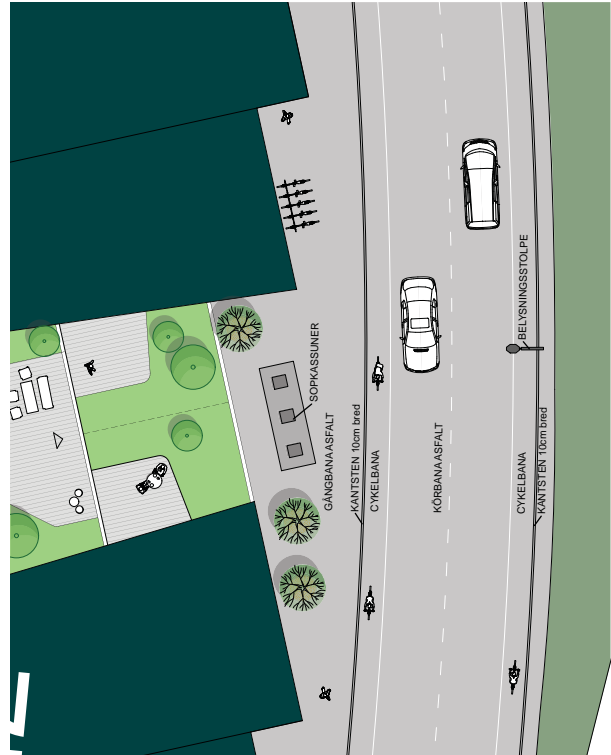 BELYSNINGSSTOLPE
SOPKASSUNER
GÅNGBANA ASFALT
KANTSTEN 10cm bred
CYKELBANA
KÖRBANA ASFALT
CYKELBANA
KANTSTEN 10cm bred